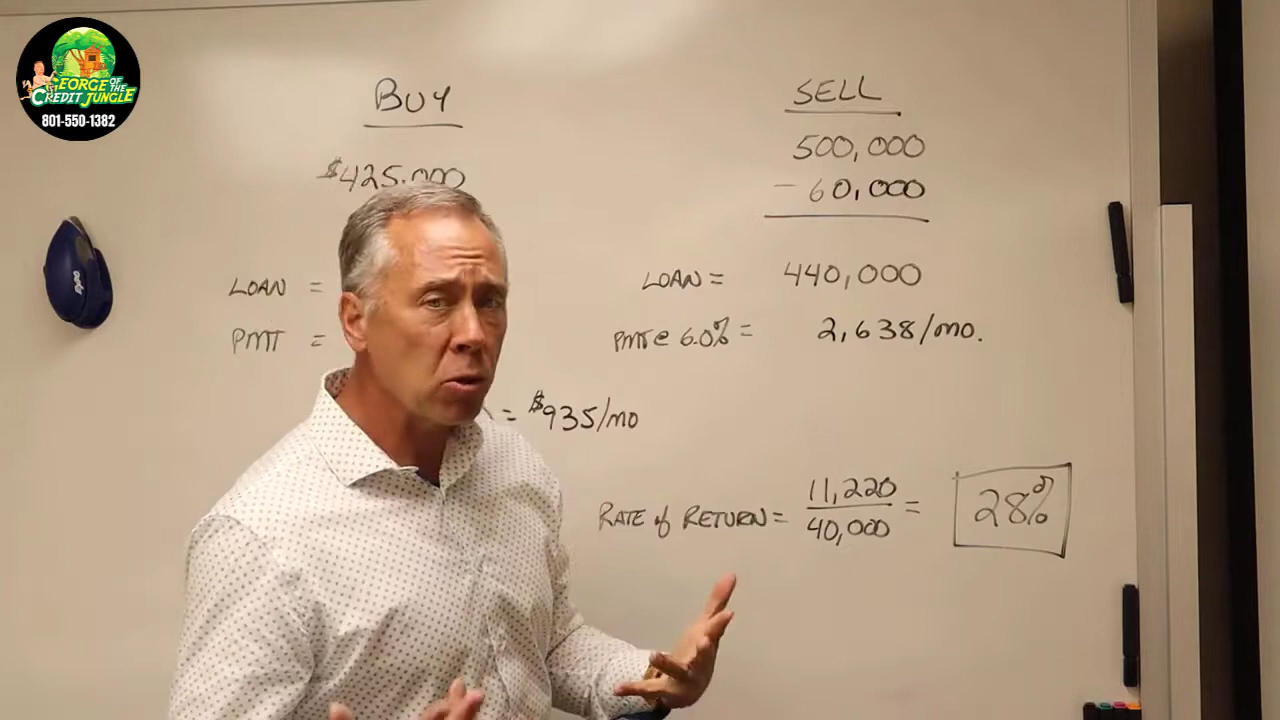 GEORGE
OF THE
CREDIT JUNGLE
801-550-1382
BUY
$425,000
LOAN =
PMT =
= $935/mo
SELL
500,000
- 60,000
LOAN = 440,000
PMT @ 6.0% = 2,638/mo.
RATE of RETURN = 11,220 / 40,000 = 28%
EXPO